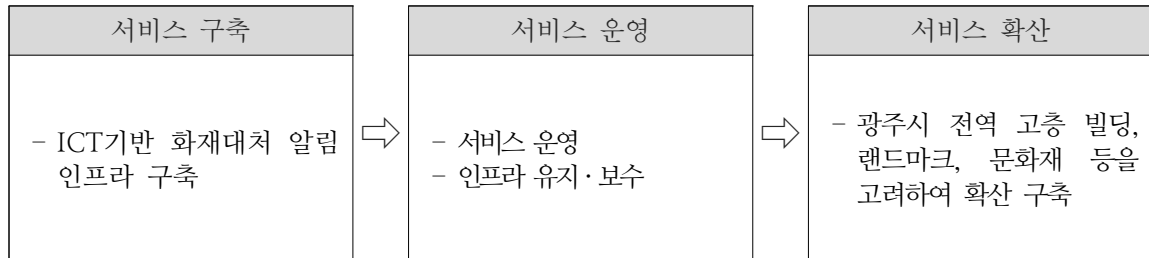 서비스 구축
- ICT기반 화재대처 알림
인프라 구축
서비스 운영
- 서비스 운영
- 인프라 유지·보수
서비스 확산
- 광주시 전역 고층 빌딩,
랜드마크, 문화재 등을
고려하여 확산 구축